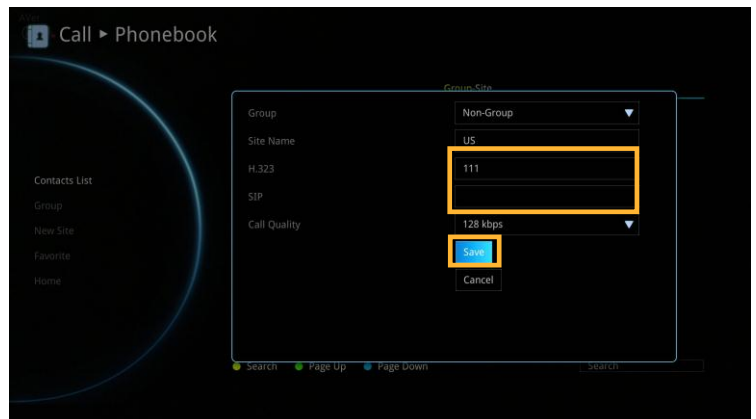 AVer
Call ▸ Phonebook
Group-Site
Group Non-Group
Site Name US
H.323 111
SIP
Call Quality 128 kbps
Save
Cancel
Contacts List
Group
New Site
Favorite
Home
Search Page Up Page Down Search